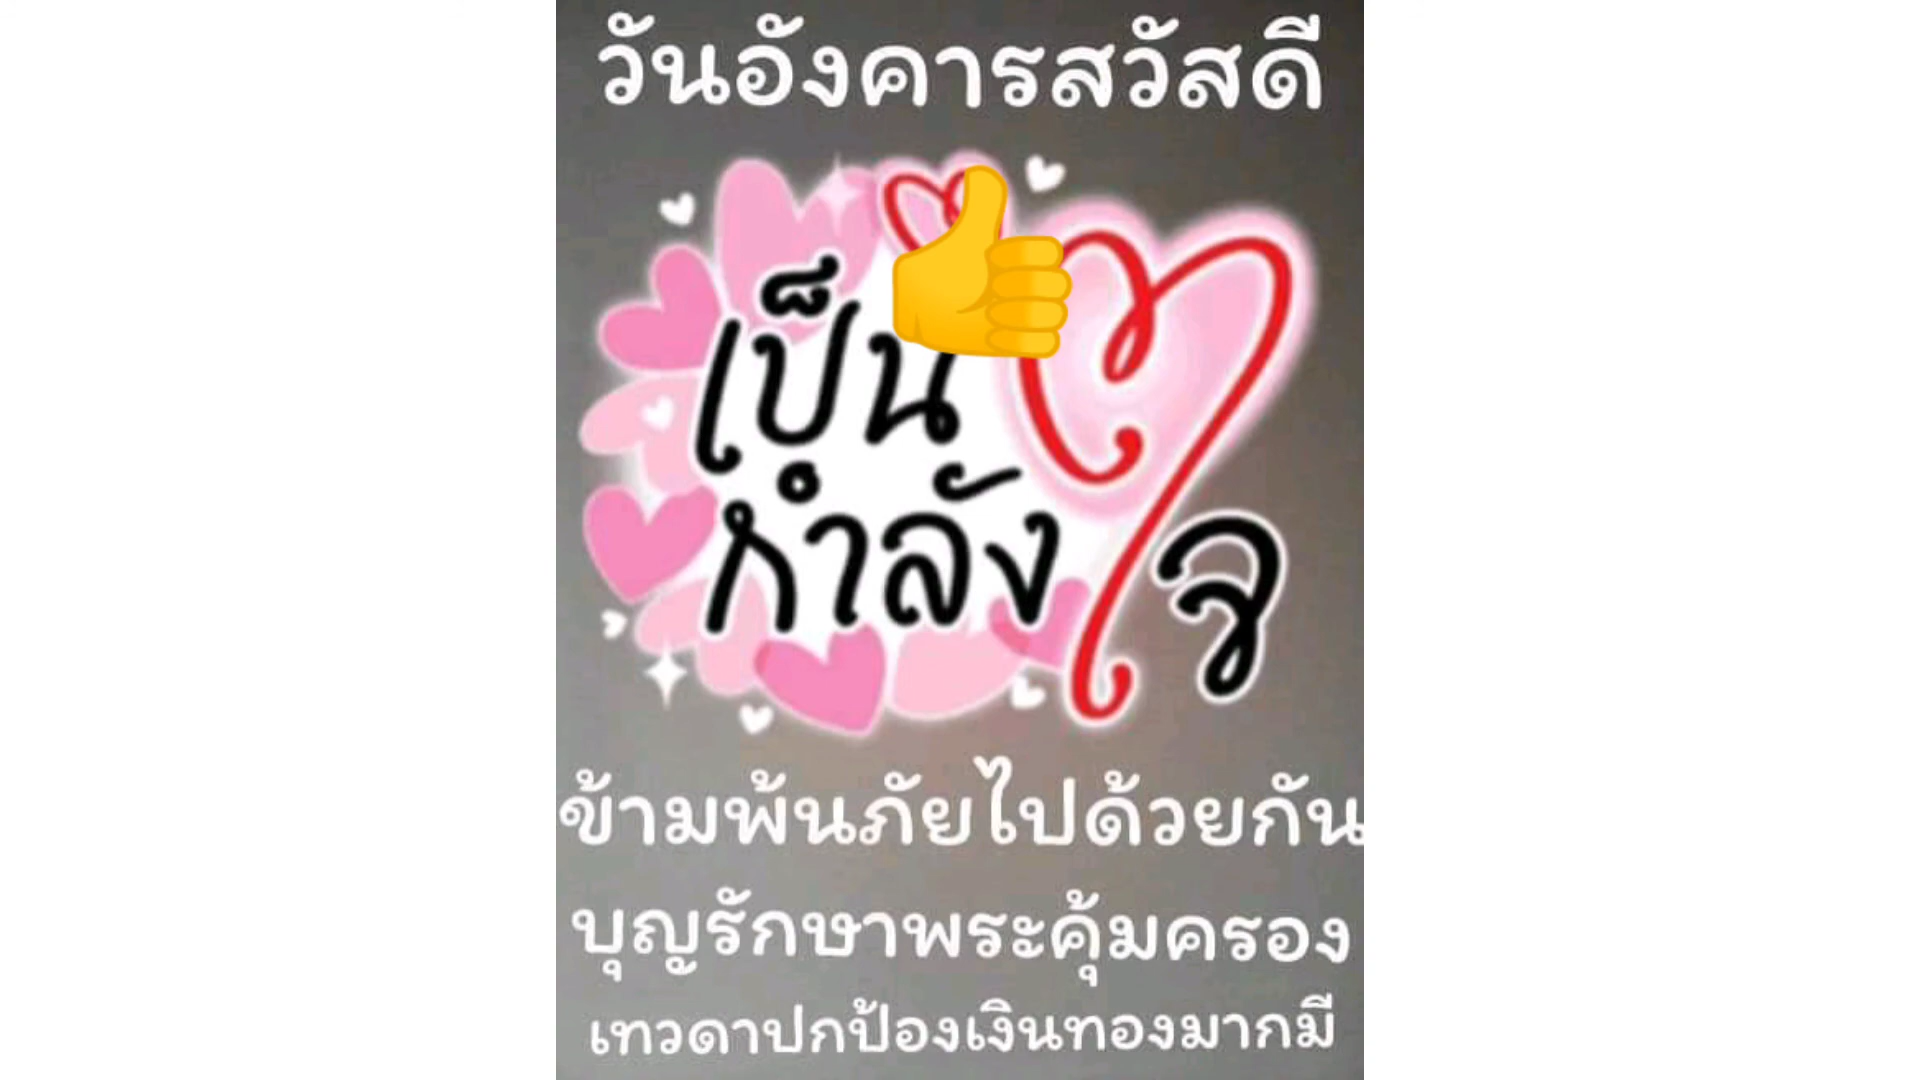 วันอังคารสวัสดี
เป็น
กำลังใจ
ข้ามพ้นภัยไปด้วยกัน
บุญรักษาพระคุ้มครอง
เทวดาปกป้องเงินทองมากมี